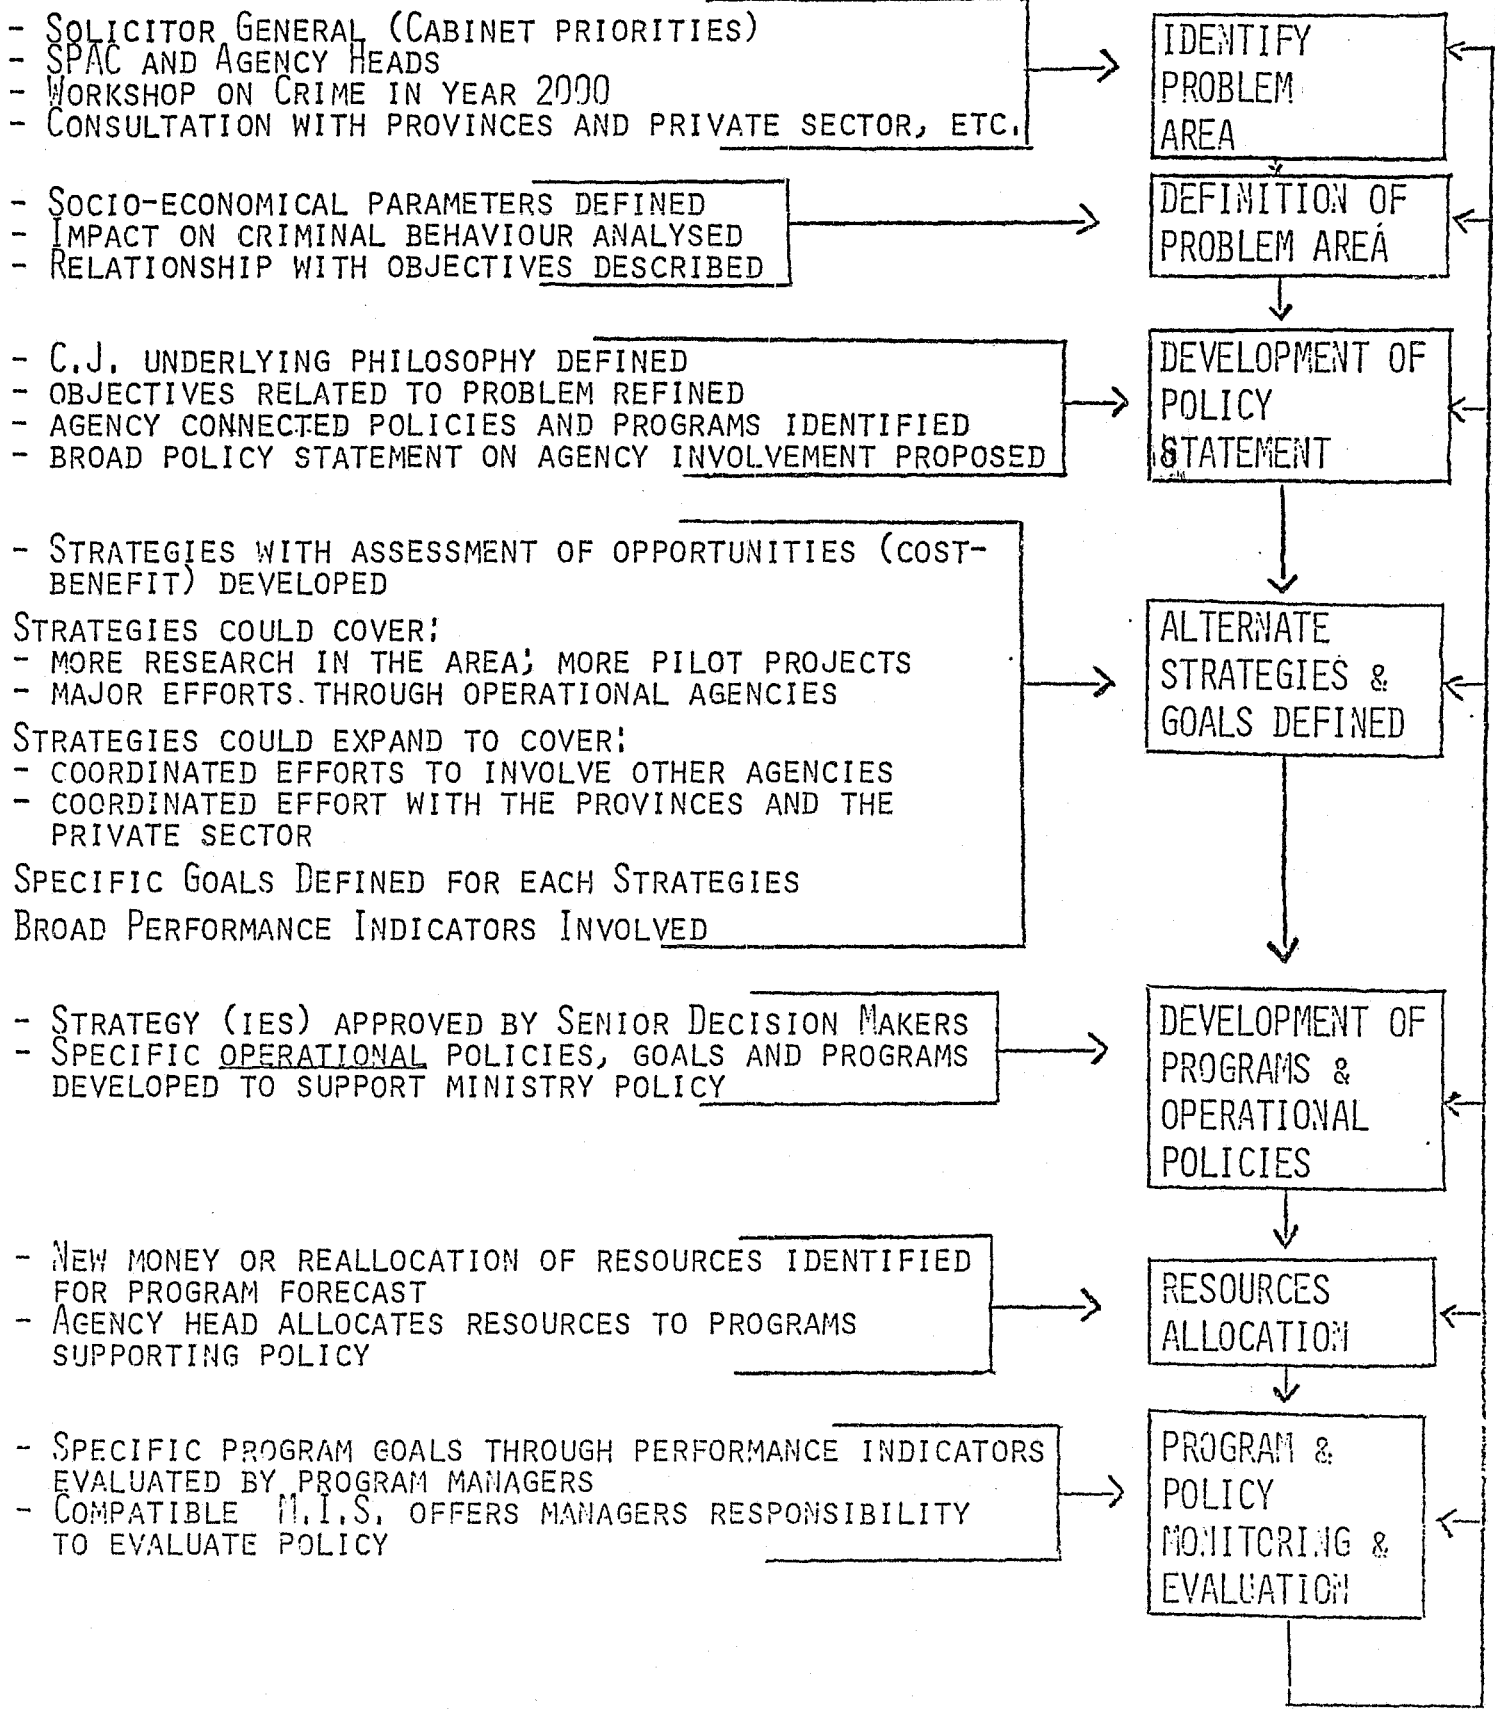 - SOLICITOR GENERAL (CABINET PRIORITIES)
- SPAC AND AGENCY HEADS
- WORKSHOP ON CRIME IN YEAR 2000
- CONSULTATION WITH PROVINCES AND PRIVATE SECTOR, ETC.
IDENTIFY
PROBLEM
AREA
- SOCIO-ECONOMICAL PARAMETERS DEFINED
- IMPACT ON CRIMINAL BEHAVIOUR ANALYSED
- RELATIONSHIP WITH OBJECTIVES DESCRIBED
DEFINITION OF
PROBLEM AREA
- C.J. UNDERLYING PHILOSOPHY DEFINED
- OBJECTIVES RELATED TO PROBLEM REFINED
- AGENCY CONNECTED POLICIES AND PROGRAMS IDENTIFIED
- BROAD POLICY STATEMENT ON AGENCY INVOLVEMENT PROPOSED
DEVELOPMENT OF
POLICY
STATEMENT
- STRATEGIES WITH ASSESSMENT OF OPPORTUNITIES (COST-
BENEFIT) DEVELOPED
STRATEGIES COULD COVER:
- MORE RESEARCH IN THE AREA; MORE PILOT PROJECTS
- MAJOR EFFORTS THROUGH OPERATIONAL AGENCIES
STRATEGIES COULD EXPAND TO COVER:
- COORDINATED EFFORTS TO INVOLVE OTHER AGENCIES
- COORDINATED EFFORT WITH THE PROVINCES AND THE
PRIVATE SECTOR
SPECIFIC GOALS DEFINED FOR EACH STRATEGIES
BROAD PERFORMANCE INDICATORS INVOLVED
ALTERNATE
STRATEGIES &
GOALS DEFINED
- STRATEGY (IES) APPROVED BY SENIOR DECISION MAKERS
- SPECIFIC OPERATIONAL POLICIES, GOALS AND PROGRAMS
DEVELOPED TO SUPPORT MINISTRY POLICY
DEVELOPMENT OF
PROGRAMS &
OPERATIONAL
POLICIES
- NEW MONEY OR REALLOCATION OF RESOURCES IDENTIFIED
FOR PROGRAM FORECAST
- AGENCY HEAD ALLOCATES RESOURCES TO PROGRAMS
SUPPORTING POLICY
RESOURCES
ALLOCATION
- SPECIFIC PROGRAM GOALS THROUGH PERFORMANCE INDICATORS
EVALUATED BY PROGRAM MANAGERS
- COMPATIBLE M.I.S. OFFERS MANAGERS RESPONSIBILITY
TO EVALUATE POLICY
PROGRAM &
POLICY
MONITORING &
EVALUATION